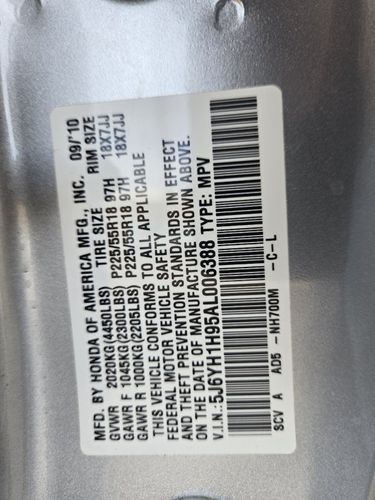 MFD. BY HONDA OF AMERICA MFG., INC. 09/'10
TIRE SIZE RIM SIZE
GVWR 2020KG(4450LBS)
GAWR F 1045KG(2300LBS) P225/55R18 97H 18X7JJ
GAWR R 1000KG(2205LBS) P225/55R18 97H 18X7JJ
THIS VEHICLE CONFORMS TO ALL APPLICABLE
FEDERAL MOTOR VEHICLE SAFETY
AND THEFT PREVENTION STANDARDS IN EFFECT
ON THE DATE OF MANUFACTURE SHOWN ABOVE.
V.I.N.:5J6YH1H95AL006388 TYPE: MPV
SCV A AD5 -NH700M -C-L